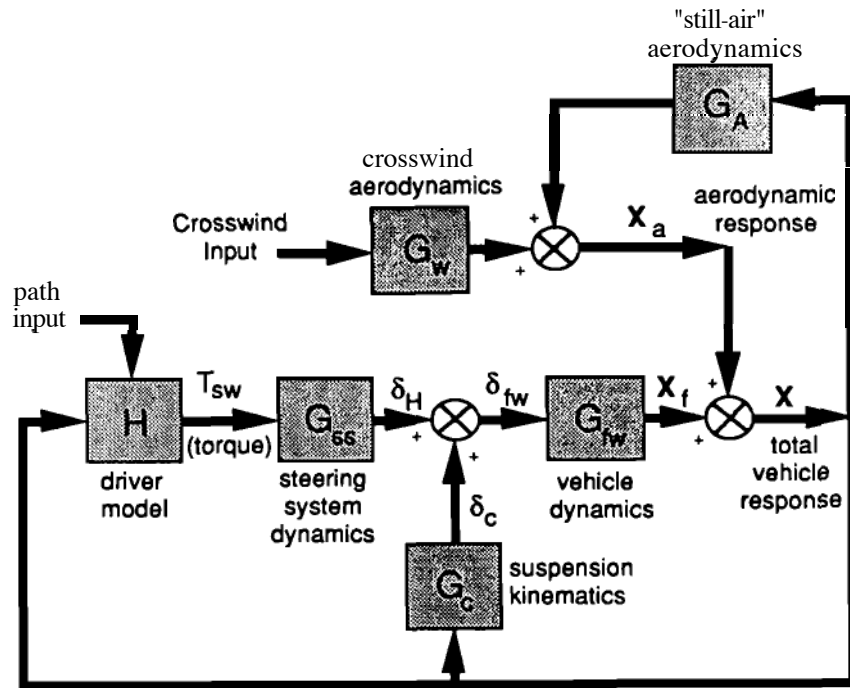 "still-air"
aerodynamics
G_A
crosswind
aerodynamics
Crosswind
Input
G_w
+
+
X_a
aerodynamic
response
path
input
H
T_sw
(torque)
driver
model
G_ss
steering
system
dynamics
δ_H
+
+
δ_fw
G_fw
vehicle
dynamics
X_f
+
+
X
total
vehicle
response
δ_c
G_c
suspension
kinematics